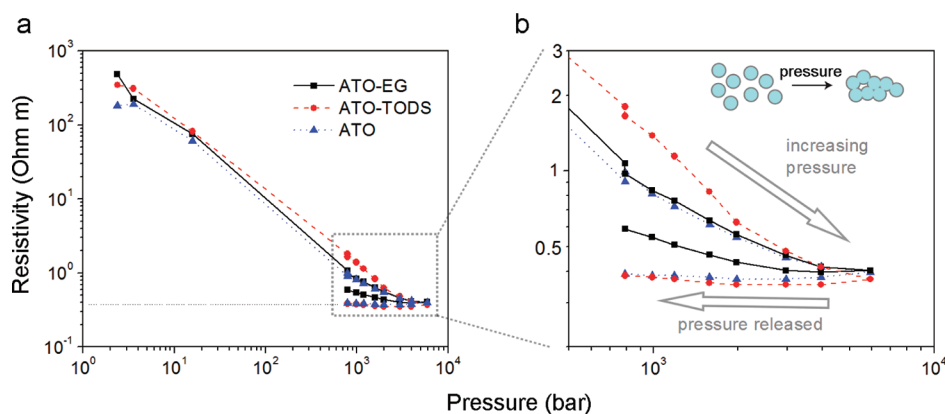 a
b
Resistivity (Ohm m)
10³
10²
10¹
10⁰
10⁻¹
ATO-EG
ATO-TODS
ATO
10⁰ 10¹ 10² 10³ 10⁴
3
1
0.5
pressure
increasing
pressure
pressure released
10³ 10⁴
Pressure (bar)